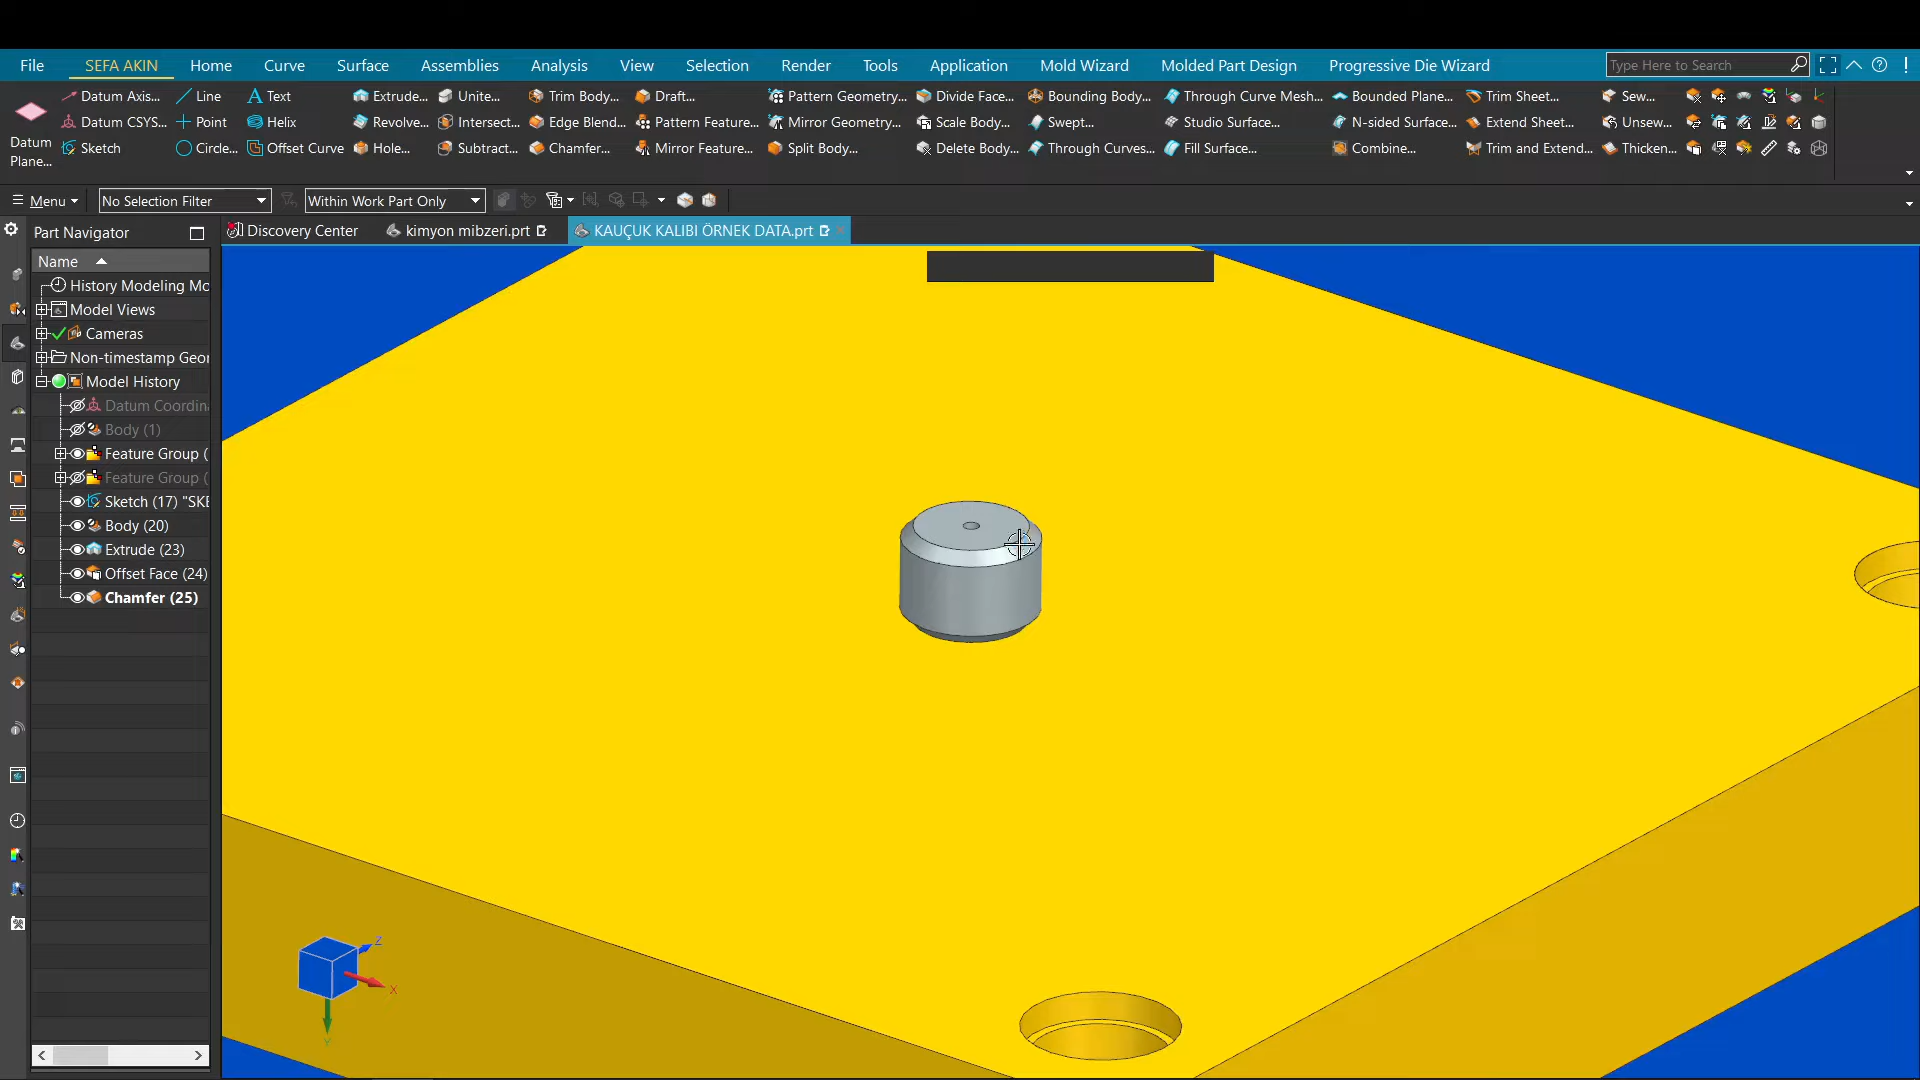 File SEFA AKIN Home Curve Surface Assemblies Analysis View Selection Render Tools Application Mold Wizard Molded Part Design Progressive Die Wizard Type Here to Search
Datum Axis... Line Text Extrude... Unite... Trim Body... Draft... Pattern Geometry... Divide Face... Bounding Body... Through Curve Mesh... Bounded Plane... Trim Sheet... Sew...
Datum CSYS... Point Helix Revolve... Intersect... Edge Blend... Pattern Feature... Mirror Geometry... Scale Body... Swept... Studio Surface... N-sided Surface... Extend Sheet... Unsew...
Datum Plane... Sketch Circle... Offset Curve Hole... Subtract... Chamfer... Mirror Feature... Split Body... Delete Body... Through Curves... Fill Surface... Combine... Trim and Extend... Thicken...
Menu No Selection Filter Within Work Part Only
Part Navigator Discovery Center kimyon mibzeri.prt KAUÇUK KALIBI ÖRNEK DATA.prt
Name
History Modeling Mo
Model Views
Cameras
Non-timestamp Geor
Model History
Datum Coordina
Body (1)
Feature Group (
Feature Group (
Sketch (17) "SKE
Body (20)
Extrude (23)
Offset Face (24)
Chamfer (25)
Z
X
Y